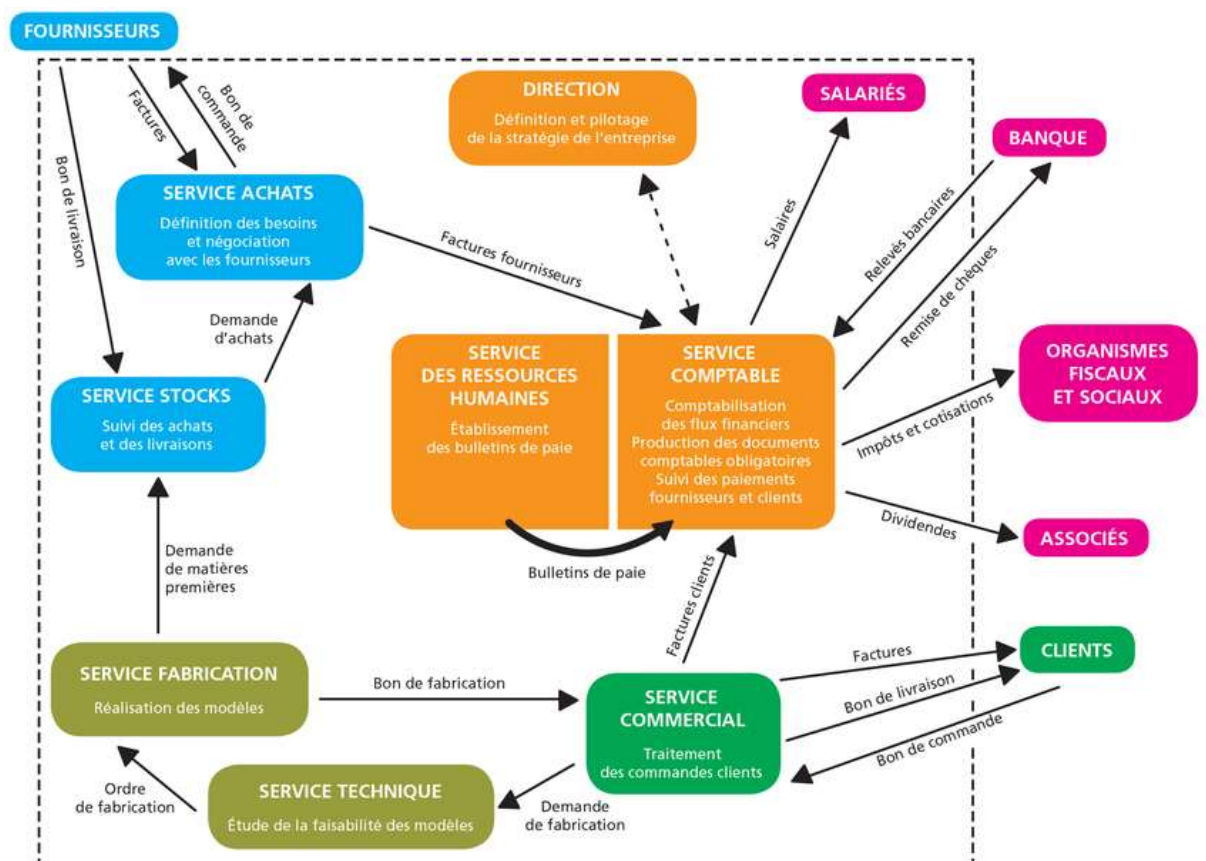 FOURNISSEURS
Factures
Bon de
commande
Bon de livraison
DIRECTION
Définition et pilotage
de la stratégie de l'entreprise
SALARIÉS
BANQUE
SERVICE ACHATS
Définition des besoins
et négociation
avec les fournisseurs
Factures fournisseurs
Salaires
Relevés bancaires
Remise de chèques
Demande
d'achats
SERVICE STOCKS
Suivi des achats
et des livraisons
SERVICE
DES RESSOURCES
HUMAINES
Établissement
des bulletins de paie
SERVICE
COMPTABLE
Comptabilisation
des flux financiers
Production des documents
comptables obligatoires
Suivi des paiements
fournisseurs et clients
ORGANISMES
FISCAUX
ET SOCIAUX
Impôts et cotisations
Dividendes
ASSOCIÉS
Bulletins de paie
Demande
de matières
premières
Factures clients
SERVICE FABRICATION
Réalisation des modèles
Bon de fabrication
SERVICE
COMMERCIAL
Traitement
des commandes clients
Factures
Bon de livraison
Bon de commande
CLIENTS
Ordre
de fabrication
SERVICE TECHNIQUE
Étude de la faisabilité des modèles
Demande
de fabrication